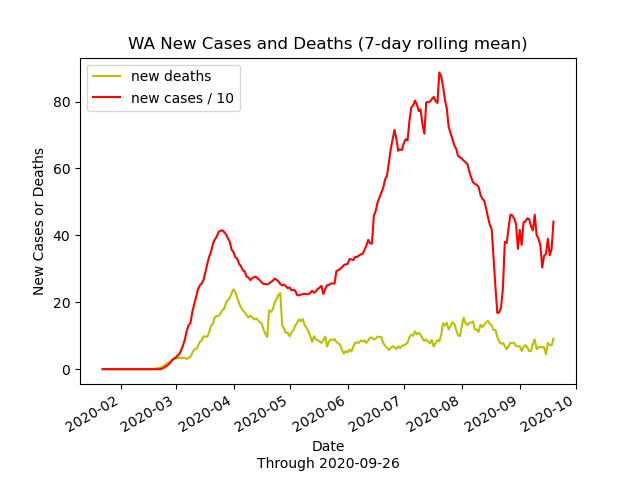 WA New Cases and Deaths (7-day rolling mean)
new deaths
new cases / 10
New Cases or Deaths
80
60
40
20
0
2020-02
2020-03
2020-04
2020-05
2020-06
2020-07
2020-08
2020-09
2020-10
Date
Through 2020-09-26